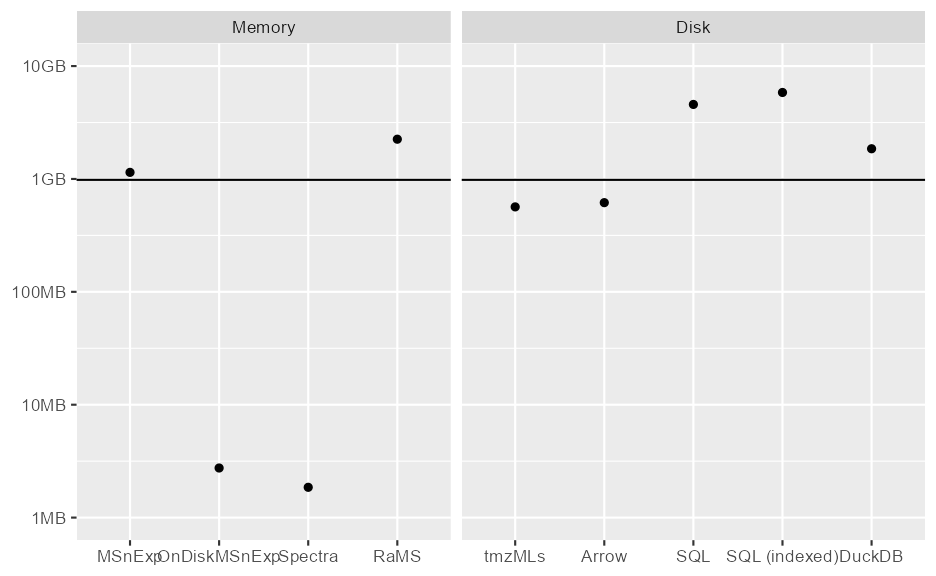 Memory
Disk
10GB
1GB
100MB
10MB
1MB
MSnExp
OnDiskMSnExp
Spectra
RaMS
tmzMLs
Arrow
SQL
SQL (indexed)
DuckDB